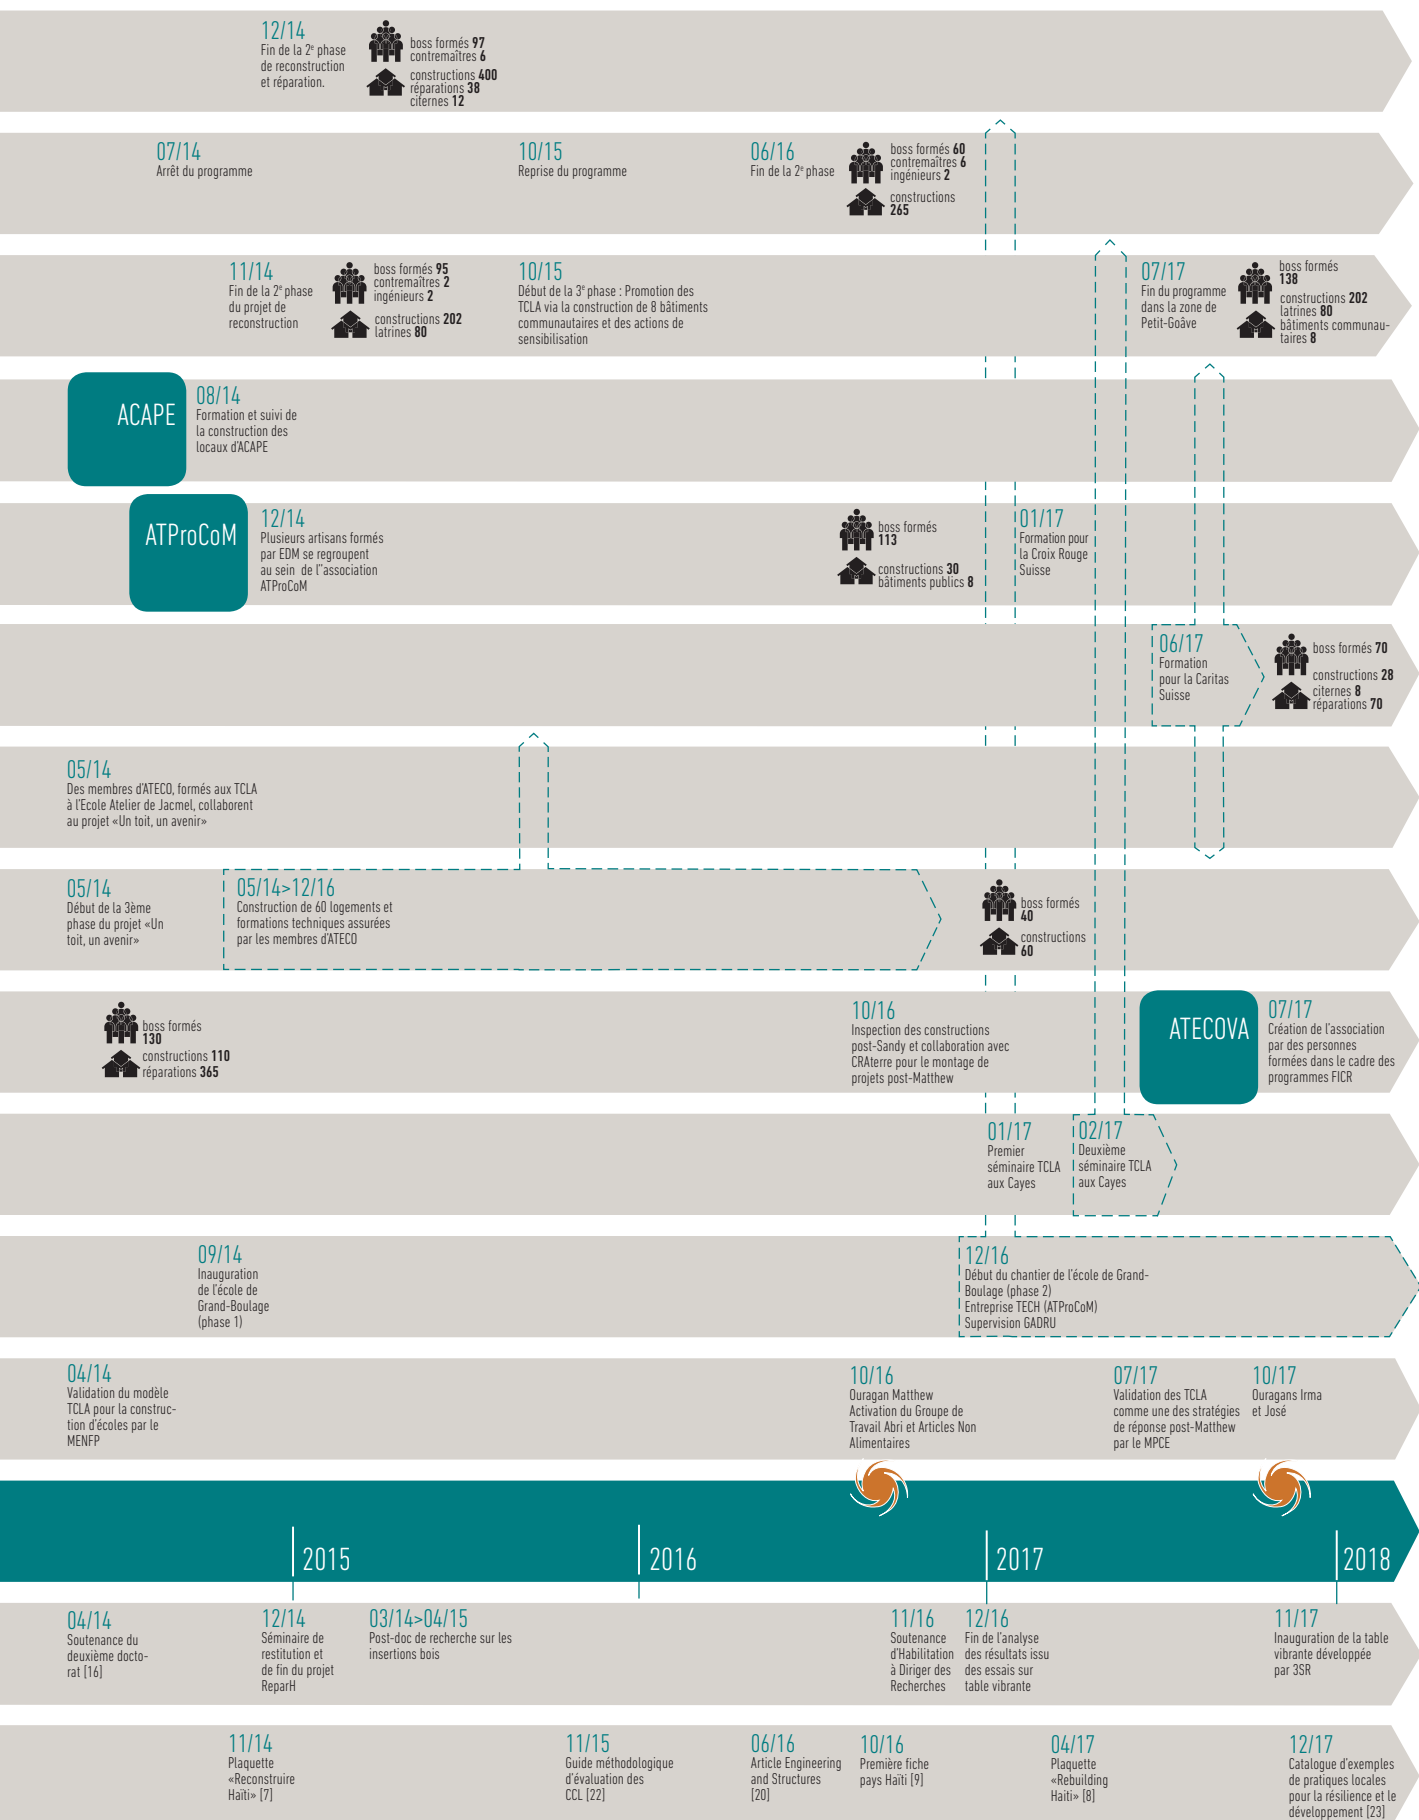 12/14
Fin de la 2e phase
de reconstruction
et réparation.
boss formés 97
contremaîtres 6
constructions 400
réparations 38
citernes 12
07/14
Arrêt du programme
10/15
Reprise du programme
06/16
Fin de la 2e phase
boss formés 60
contremaîtres 6
ingénieurs 2
constructions
265
11/14
Fin de la 2e phase
du projet de
reconstruction
boss formés 95
contremaîtres 2
ingénieurs 2
constructions 202
latrines 80
10/15
Début de la 3e phase : Promotion des
TCLA via la construction de 8 bâtiments
communautaires et des actions de
sensibilisation
07/17
Fin du programme
dans la zone de
Petit-Goâve
boss formés
138
constructions 202
latrines 80
bâtiments communau-
taires 8
ACAPE
08/14
Formation et suivi de
la construction des
locaux d'ACAPE
ATProCoM
12/14
Plusieurs artisans formés
par EDM se regroupent
au sein de l''association
ATProCoM
boss formés
113
constructions 30
bâtiments publics 8
01/17
Formation pour
la Croix Rouge
Suisse
06/17
Formation
pour la Caritas
Suisse
boss formés 70
constructions 28
citernes 8
réparations 70
05/14
Des membres d'ATECO, formés aux TCLA
à l'Ecole Atelier de Jacmel, collaborent
au projet «Un toit, un avenir»
05/14
Début de la 3ème
phase du projet «Un
toit, un avenir»
05/14>12/16
Construction de 60 logements et
formations techniques assurées
par les membres d'ATECO
boss formés
40
constructions
60
boss formés
130
constructions 110
réparations 365
10/16
Inspection des constructions
post-Sandy et collaboration avec
CRAterre pour le montage de
projets post-Matthew
ATECOVA
07/17
Création de l'association
par des personnes
formées dans le cadre des
programmes FICR
01/17
Premier
séminaire TCLA
aux Cayes
02/17
Deuxième
séminaire TCLA
aux Cayes
09/14
Inauguration
de l'école de
Grand-Boulage
(phase 1)
12/16
Début du chantier de l'école de Grand-
Boulage (phase 2)
Entreprise TECH (ATProCoM)
Supervision GADRU
04/14
Validation du modèle
TCLA pour la construc-
tion d'écoles par le
MENFP
10/16
Ouragan Matthew
Activation du Groupe de
Travail Abri et Articles Non
Alimentaires
07/17
Validation des TCLA
comme une des stratégies
de réponse post-Matthew
par le MPCE
10/17
Ouragans Irma
et José
2015
2016
2017
2018
04/14
Soutenance du
deuxième docto-
rat [16]
12/14
Séminaire de
restitution et
de fin du projet
ReparH
03/14>04/15
Post-doc de recherche sur les
insertions bois
11/16
Soutenance
d'Habilitation
à Diriger des
Recherches
12/16
Fin de l'analyse
des résultats issu
des essais sur
table vibrante
11/17
Inauguration de la table
vibrante développée
par 3SR
11/14
Plaquette
«Reconstruire
Haïti» [7]
11/15
Guide méthodologique
d'évaluation des
CCL [22]
06/16
Article Engineering
and Structures
[20]
10/16
Première fiche
pays Haïti [9]
04/17
Plaquette
«Rebuilding
Haiti» [8]
12/17
Catalogue d'exemples
de pratiques locales
pour la résilience et le
développement [23]